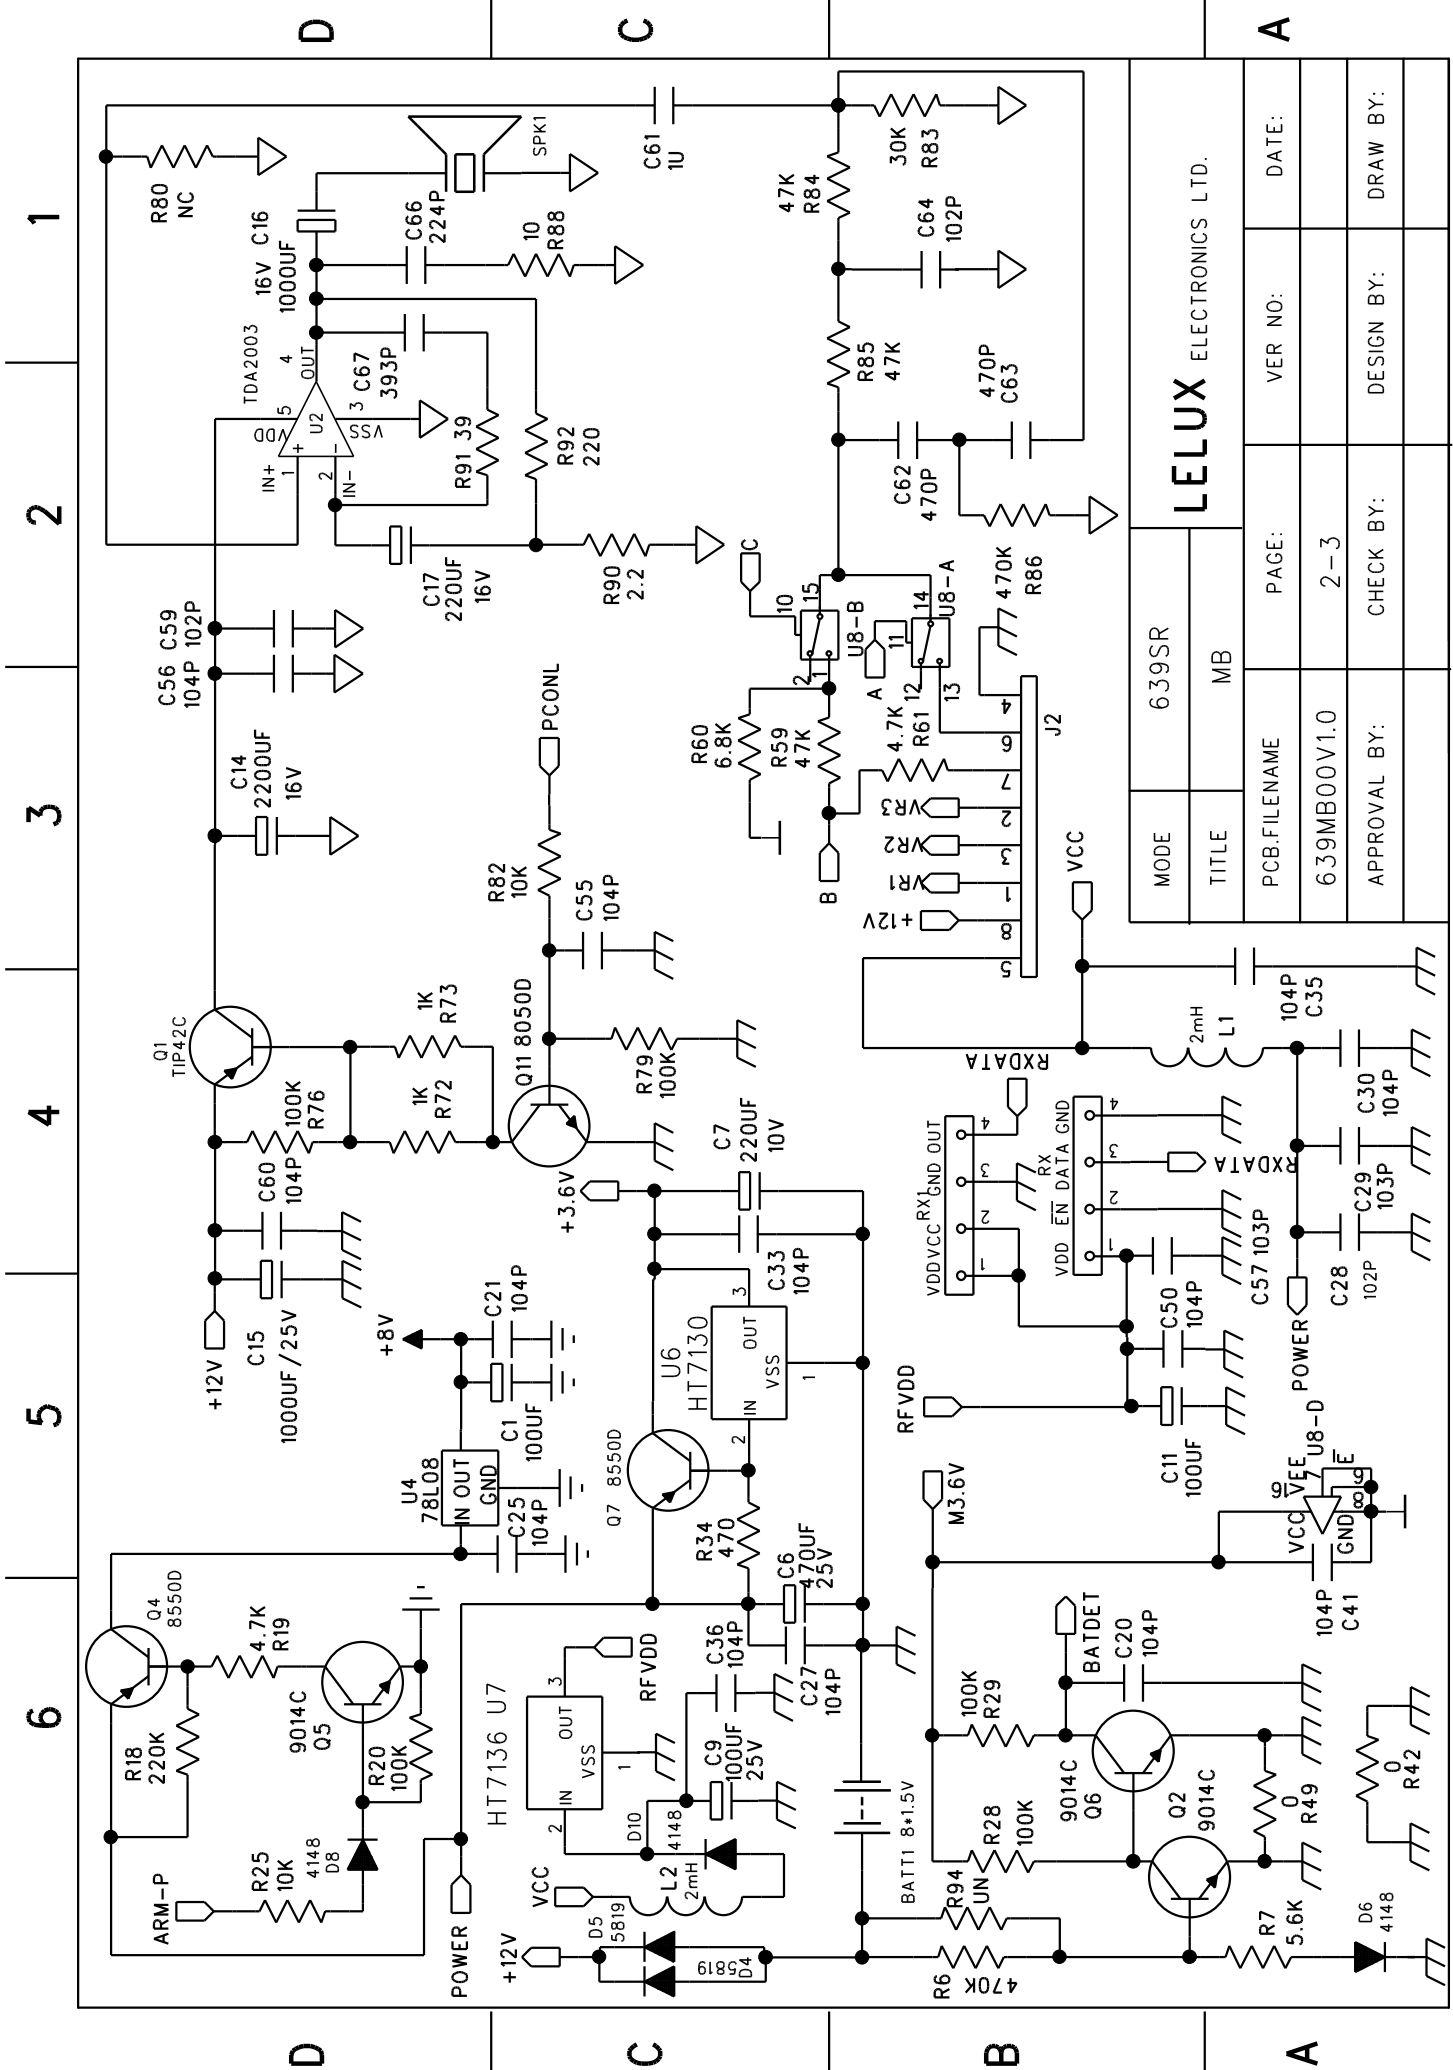 D
C
A
1
2
3
4
5
6
D
C
B
A
R80
NC
16V C16
1000UF
C66
224P
10
R88
SPK1
C61
1U
TDA2003
4
OUT
5
VDD
U2
3
VSS
+
-
IN+
1
2
IN-
C67
393P
R91 39
R92
220
C17
220UF
16V
R90
2.2
47K
R84
30K
R83
C64
102P
R85
47K
470P
C63
C62
470P
470K
R86
C
10
15
U8-B
2
1
A
11
14
U8-A
12
13
C59
102P
C56
104P
C14
2200UF
16V
PCONL
R82
10K
C55
104P
R60
6.8K
R59
47K
B
4.7K
R61
VR3
VR2
VR1
+12V
4
6
7
2
3
1
8
5
J2
VCC
Q1
TIP42C
1K
R73
100K
R76
1K
R72
Q11 8050D
R79
100K
C60
104P
+12V
C15
1000UF/25V
+3.6V
C7
220UF
10V
C33
104P
RXDATA
VDD VCC RX1 GND OUT
1
2
3
4
RX
VDD EN DATA GND
1
2
3
4
RXDATA
C57 103P
C50
104P
C11
100UF
RFVDD
2mH
L1
104P
C35
C30
104P
C29
103P
C28
102P
POWER
+8V
C21
104P
C1
100UF
U4
78L08
IN OUT
GND
C25
104P
U6
HT7130
OUT
3
VSS
1
IN
2
Q7 8550D
R34
470
C6
470UF
25V
C27
104P
M3.6V
U8-D
16
VEE
7
E
VCC
GND
8
9
104P
C41
Q4
8550D
4.7K
R19
R18
220K
9014C
Q5
R20
100K
4148
D8
R25
10K
ARM-P
POWER
HT7136 U7
OUT
3
VSS
1
IN
2
RFVDD
C36
104P
C9
100UF
25V
D10
4148
VCC
L2
2mH
+12V
D5
5819
5819
D4
BATT1 8*1.5V
100K
R29
BATDET
C20
104P
9014C
Q6
R28
100K
Q2
9014C
R94
UN
R6
470K
R7
5.6K
D6
4148
0
R49
0
R42
LELUX ELECTRONICS LTD.
MODE
639SR
TITLE
MB
PCB.FILENAME
PAGE:
VER NO:
DATE:
639MB00V1.0
2-3
APPROVAL BY:
CHECK BY:
DESIGN BY:
DRAW BY: